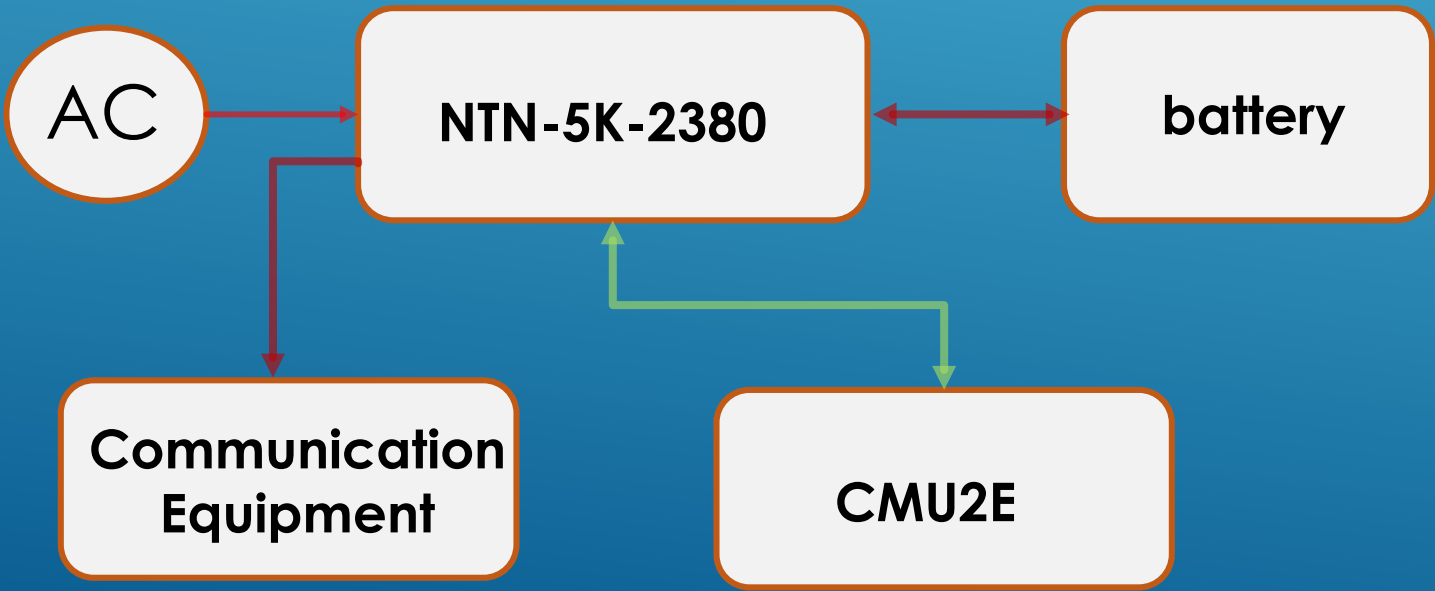 AC
NTN-5K-2380
battery
Communication
Equipment
CMU2E